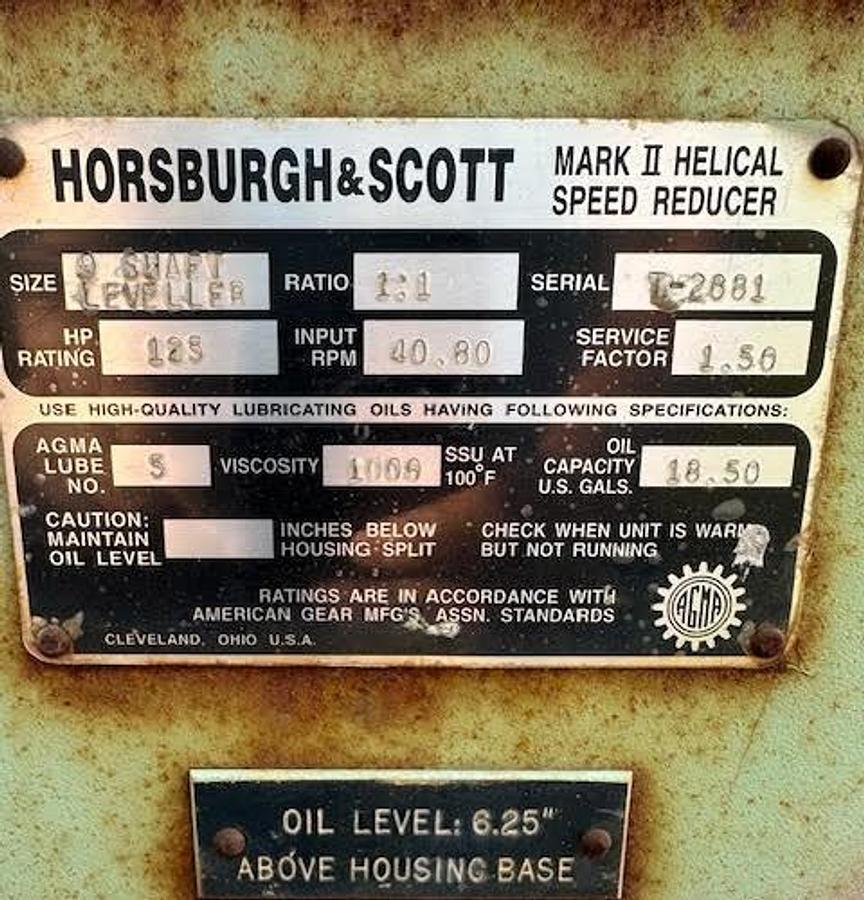 HORSBURGH&SCOTT
MARK II HELICAL
SPEED REDUCER
SIZE 9 SHAFT
LEVELLER
RATIO 1:1
SERIAL T-2881
HP
RATING 125
INPUT
RPM 40.80
SERVICE
FACTOR 1.50
USE HIGH-QUALITY LUBRICATING OILS HAVING FOLLOWING SPECIFICATIONS:
AGMA
LUBE
NO. 5
VISCOSITY 1000
SSU AT
100°F
OIL
CAPACITY
U.S. GALS. 18.50
CAUTION:
MAINTAIN
OIL LEVEL
INCHES BELOW
HOUSING SPLIT
CHECK WHEN UNIT IS WARM
BUT NOT RUNNING
RATINGS ARE IN ACCORDANCE WITH
AMERICAN GEAR MFG'S. ASSN. STANDARDS
AGMA
CLEVELAND, OHIO U.S.A.
OIL LEVEL: 6.25"
ABOVE HOUSING BASE